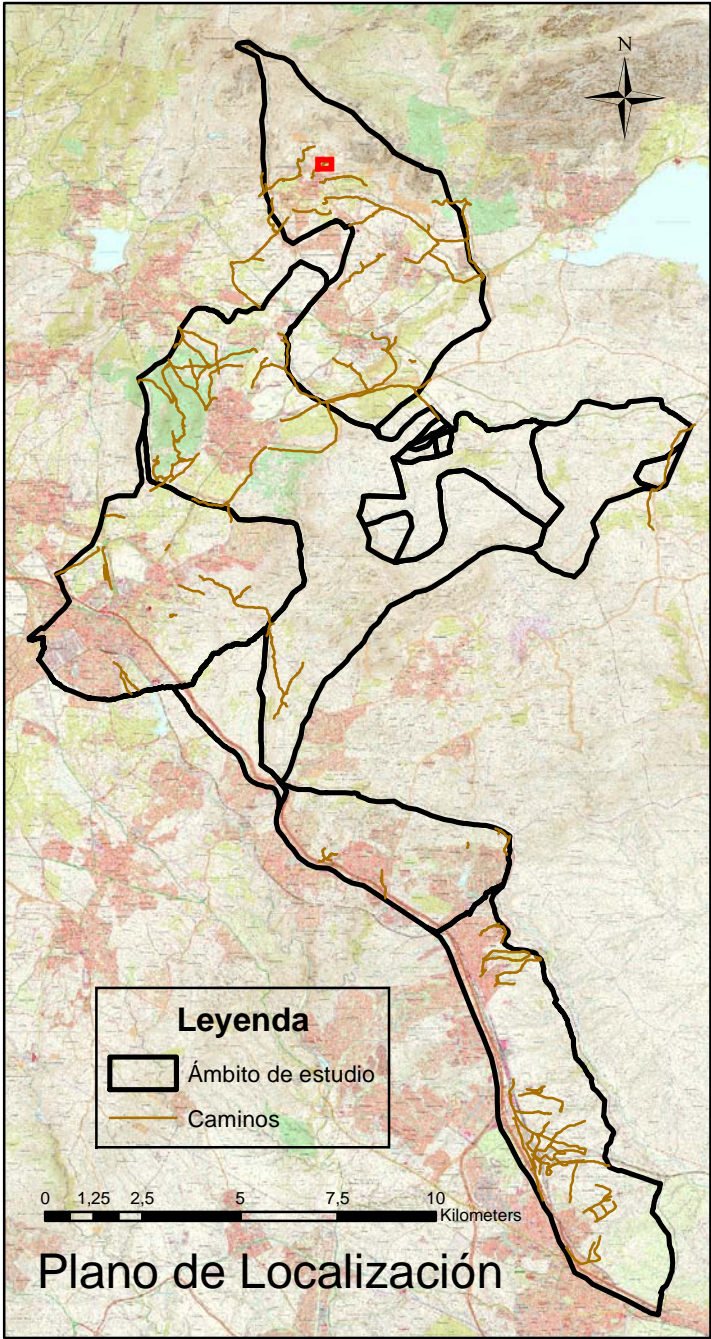 N
Leyenda
Ámbito de estudio
Caminos
0 1,25 2,5 5 7,5 10
Kilometers
Plano de Localización